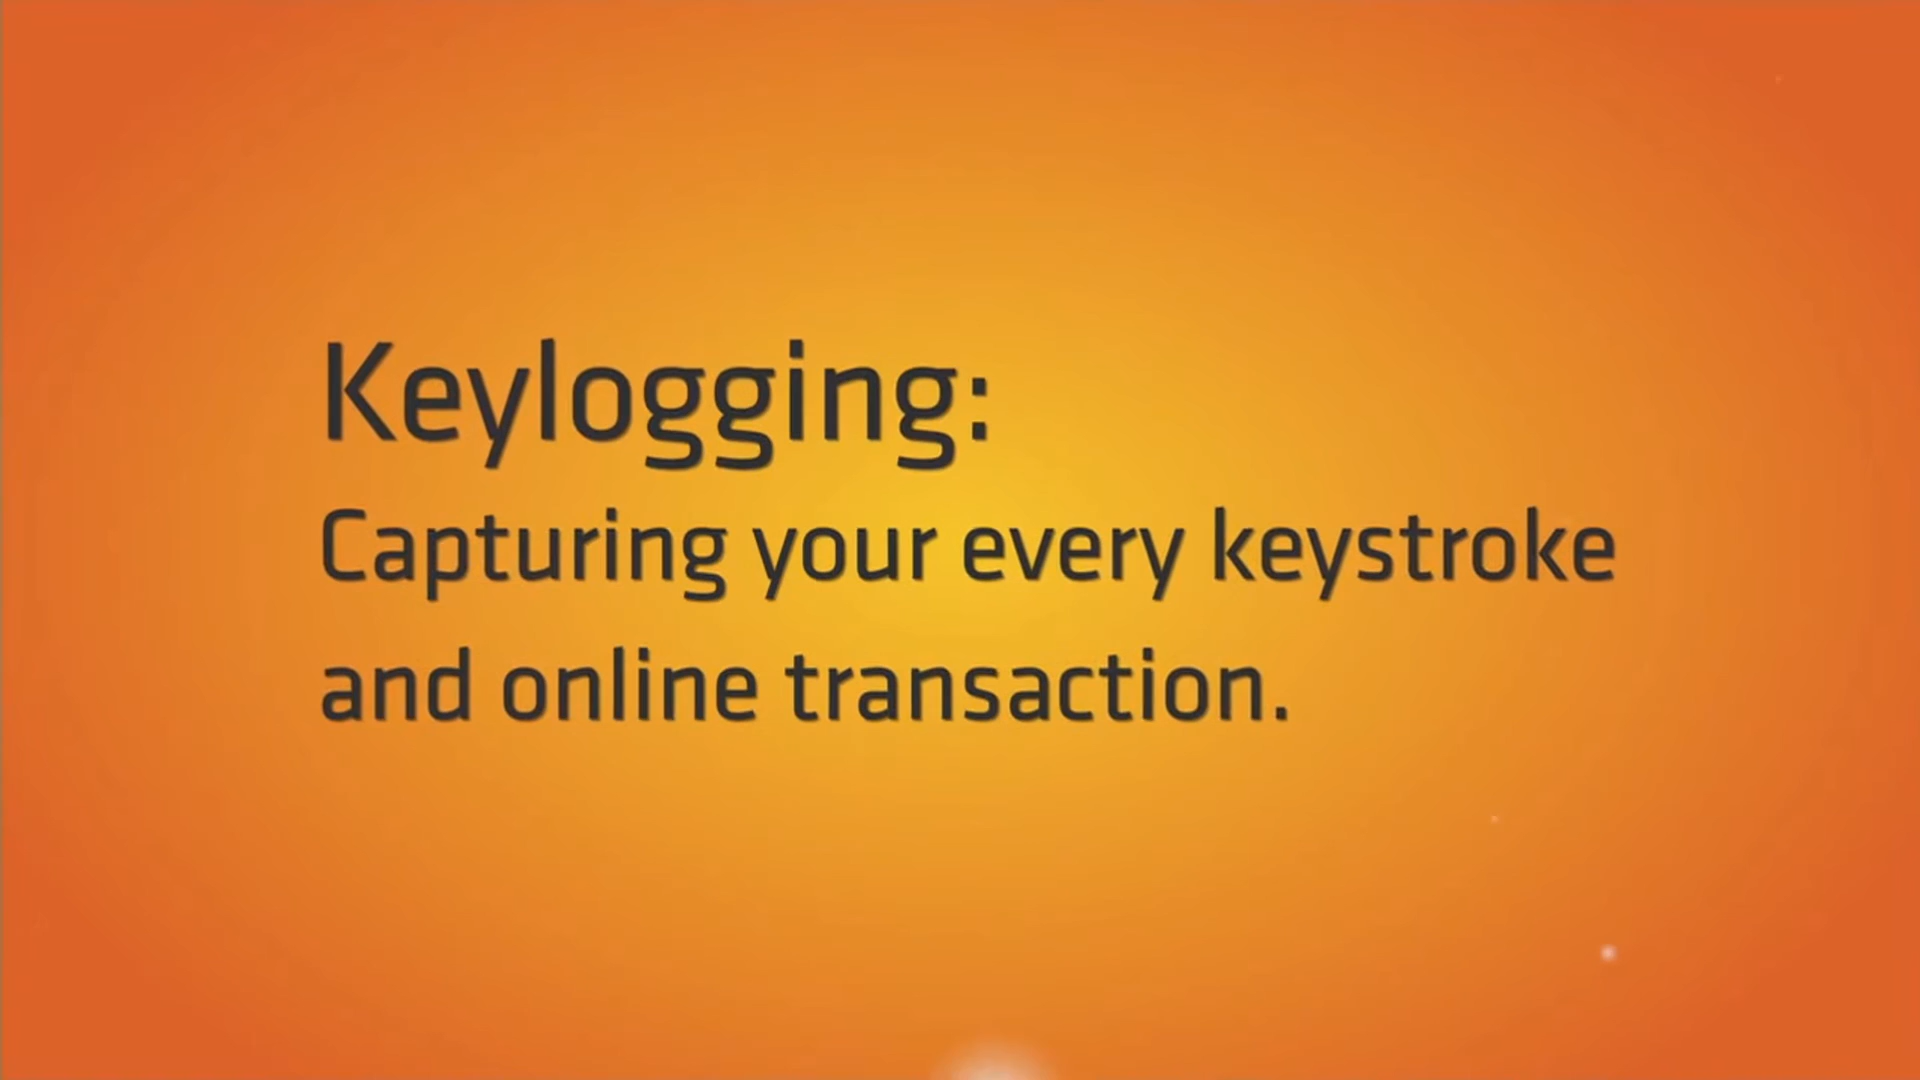 Keylogging:
Capturing your every keystroke
and online transaction.